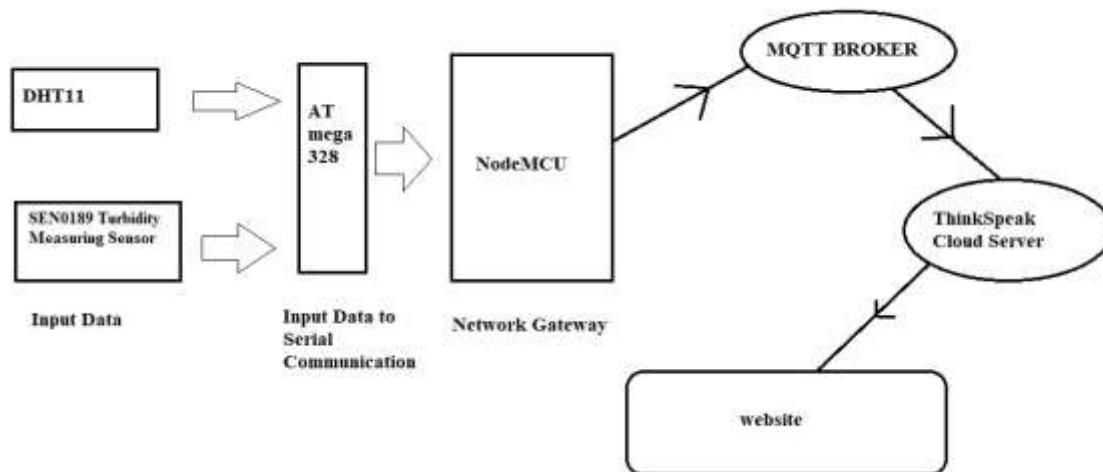 MQTT BROKER
DHT11
AT
mega
328
NodeMCU
SEN0189 Turbidity
Measuring Sensor
ThinkSpeak
Cloud Server
Input Data
Input Data to
Serial
Communication
Network Gateway
website